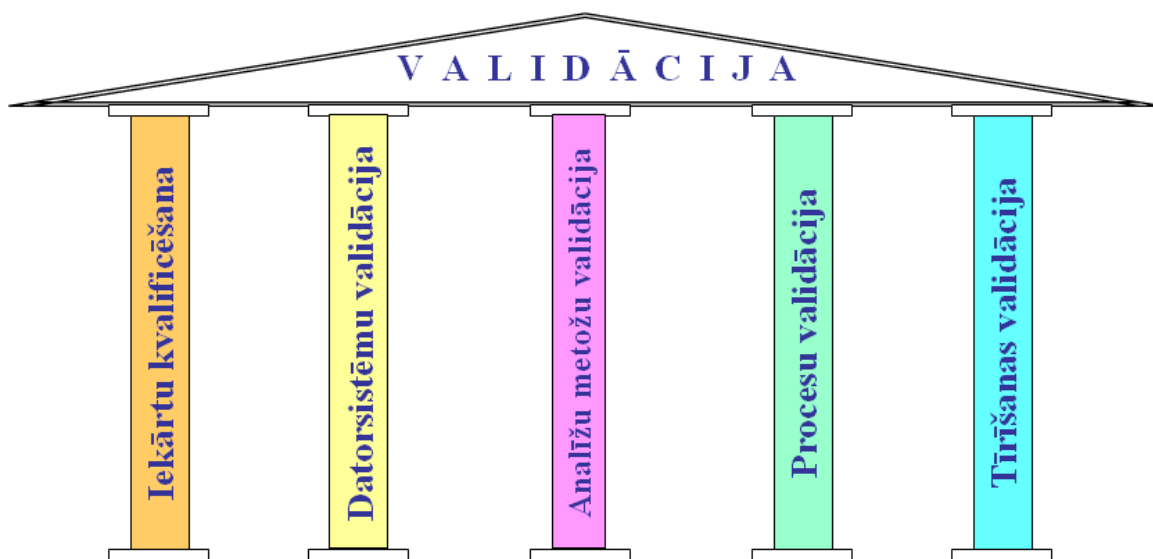 VALIDĀCIJA
Iekārtu kvalificēšana
Datorsistēmu validācija
Analīžu metožu validācija
Procesu validācija
Tīrīšanas validācija